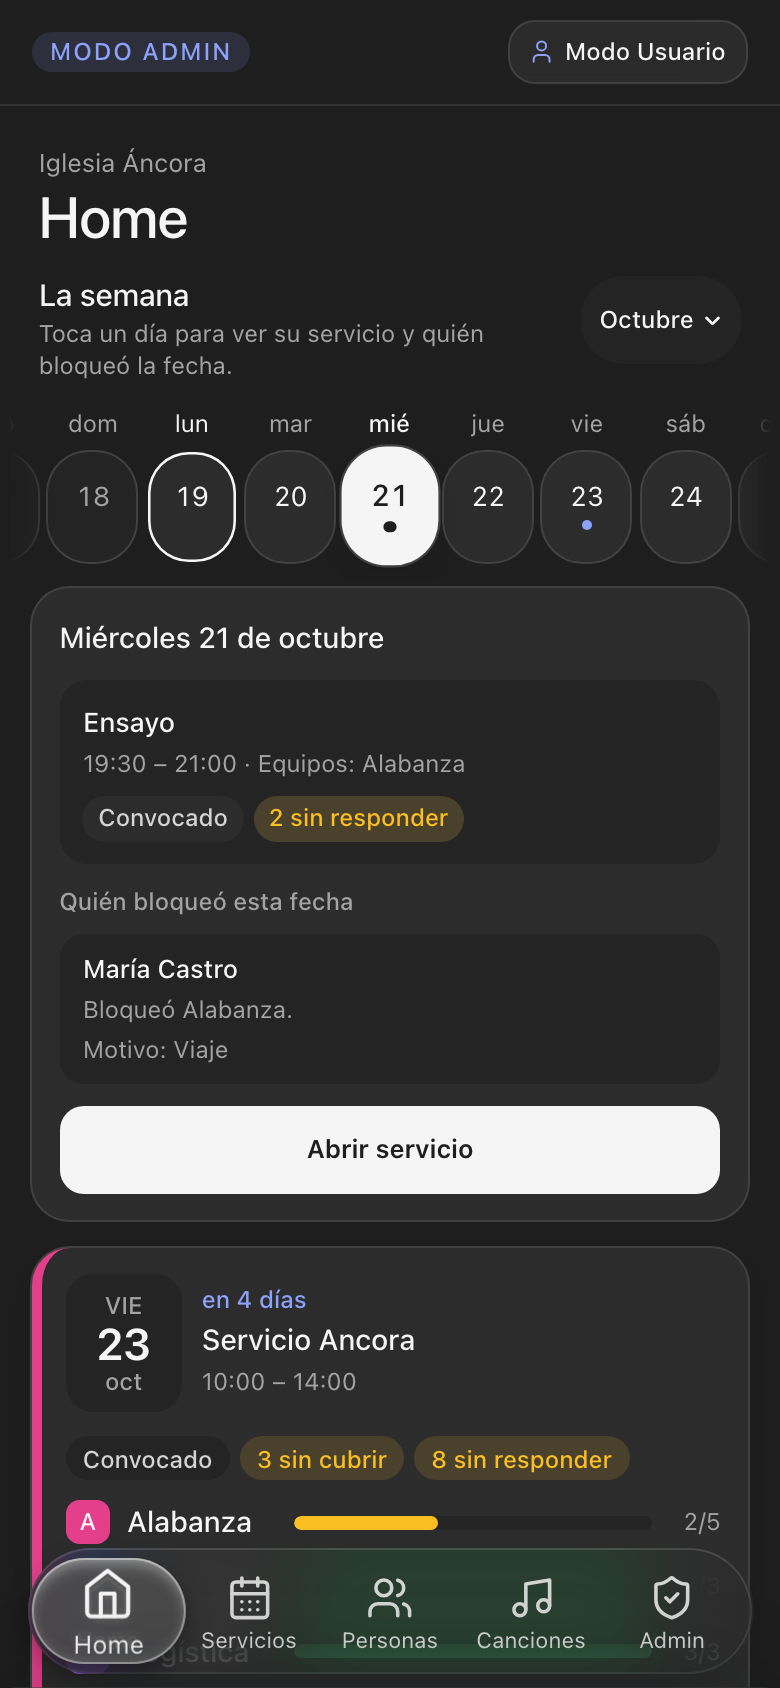 MODO ADMIN
Modo Usuario
Iglesia Áncora
Home
La semana
Toca un día para ver su servicio y quién
bloqueó la fecha.
Octubre
dom lun mar mié jue vie sáb
18 19 20 21 22 23 24
Miércoles 21 de octubre
Ensayo
19:30 – 21:00 · Equipos: Alabanza
Convocado 2 sin responder
Quién bloqueó esta fecha
María Castro
Bloqueó Alabanza.
Motivo: Viaje
Abrir servicio
VIE
23
oct
en 4 días
Servicio Ancora
10:00 – 14:00
Convocado 3 sin cubrir 8 sin responder
A Alabanza 2/5
Home Servicios Personas Canciones Admin
3/3